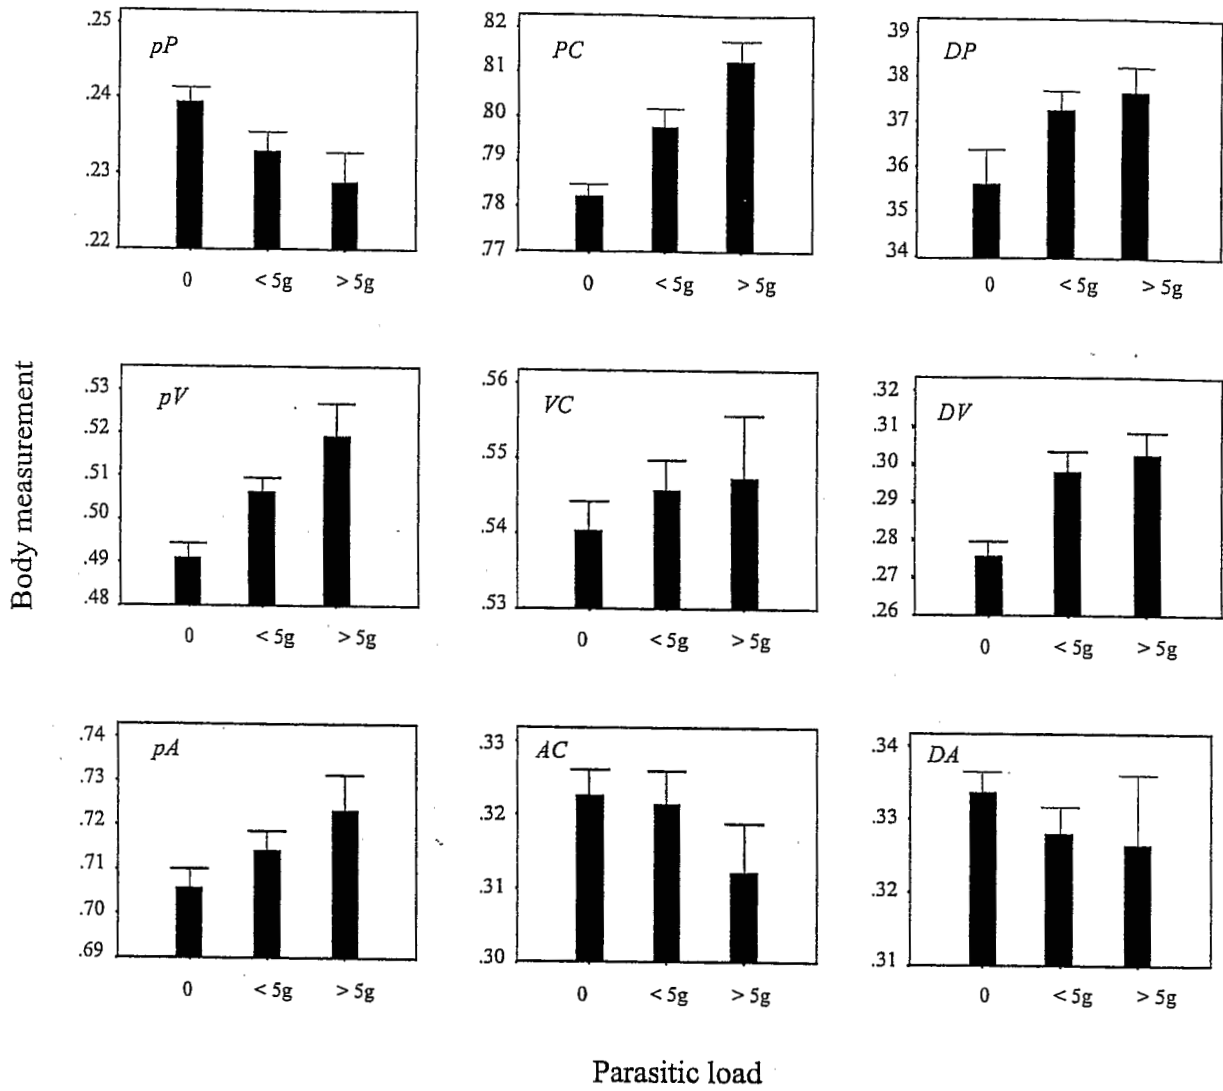 .25
.24
.23
.22
pP
0 < 5g > 5g
82
.81
.80
.79
.78
.77
PC
0 < 5g > 5g
39
38
.37
.36
.35
34
DP
0 < 5g > 5g
Body measurement
.53
.52
.51
.50
.49
.48
pV
0 < 5g > 5g
.56
.55
.54
.53
VC
0 < 5g > 5g
.32
.31
.30
.29
.28
.27
.26
DV
0 < 5g > 5g
.74
.73
.72
.71
.70
.69
pA
0 < 5g > 5g
.33
.32
.31
.30
AC
0 < 5g > 5g
.34
.33
.32
.31
DA
0 < 5g > 5g
Parasitic load